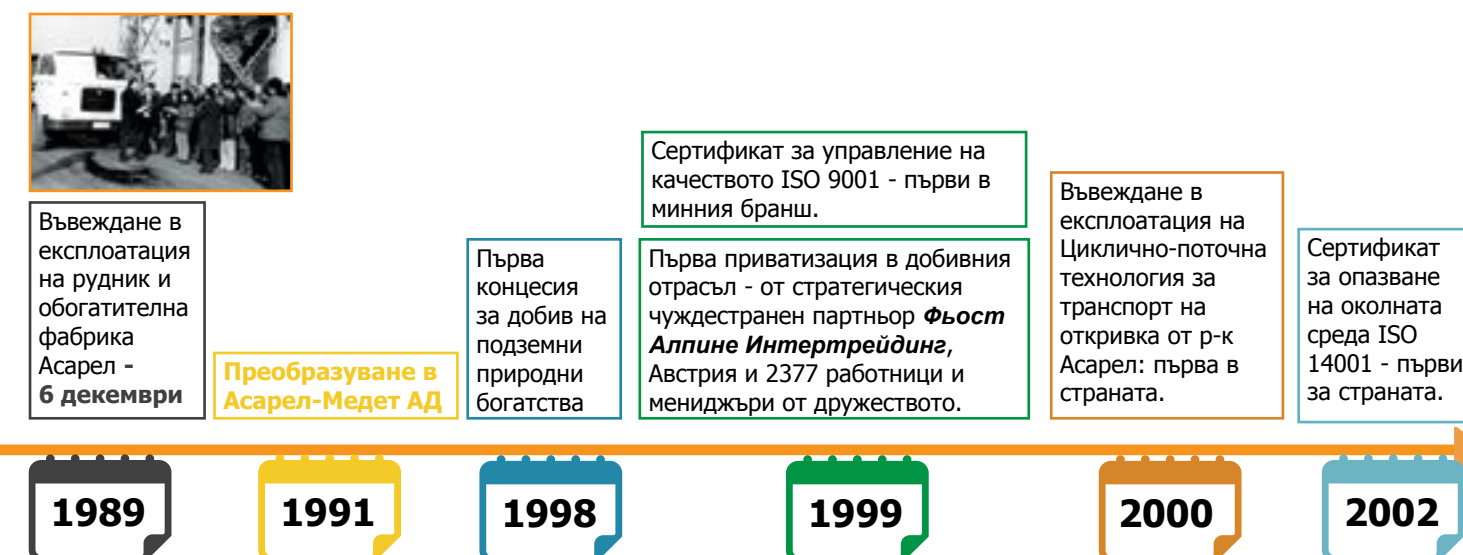 Въвеждане в
експлоатация
на рудник и
обогатителна
фабрика
Асарел -
6 декември
Преобразуване в
Асарел-Медет АД
Първа
концесия
за добив на
подземни
природни
богатства
Сертификат за управление на
качеството ISO 9001 - първи в
минния бранш.
Първа приватизация в добивния
отрасъл - от стратегическия
чуждестранен партньор Фьост
Алпине Интертрейдинг,
Австрия и 2377 работници и
мениджъри от дружеството.
Въвеждане в
експлоатация на
Циклично-поточна
технология за
транспорт на
откривка от р-к
Асарел: първа в
страната.
Сертификат
за опазване
на околната
среда ISO
14001 - първи
за страната.
1989
1991
1998
1999
2000
2002